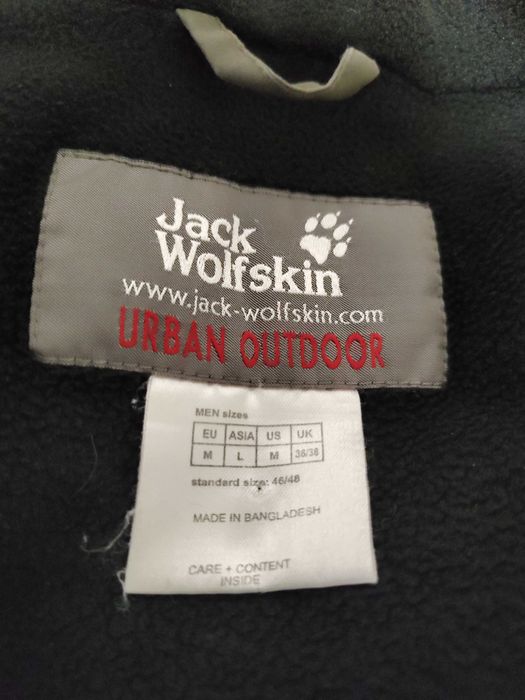 Jack
Wolfskin
www.jack-wolfskin.com
URBAN OUTDOOR
MEN sizes
EU ASIA US UK
M L M 36/38
standard size: 46/48
MADE IN BANGLADESH
CARE + CONTENT
INSIDE